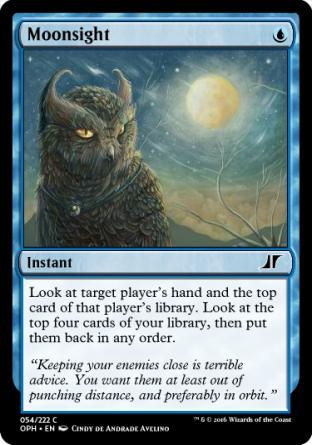 Moonsight
Instant
Look at target player's hand and the top
card of that player's library. Look at the
top four cards of your library, then put
them back in any order.
“Keeping your enemies close is terrible
advice. You want them at least out of
punching distance, and preferably in orbit.”
054/222 C
OPH • EN Cindy de Andrade Avelino
™ & © 2016 Wizards of the Coast